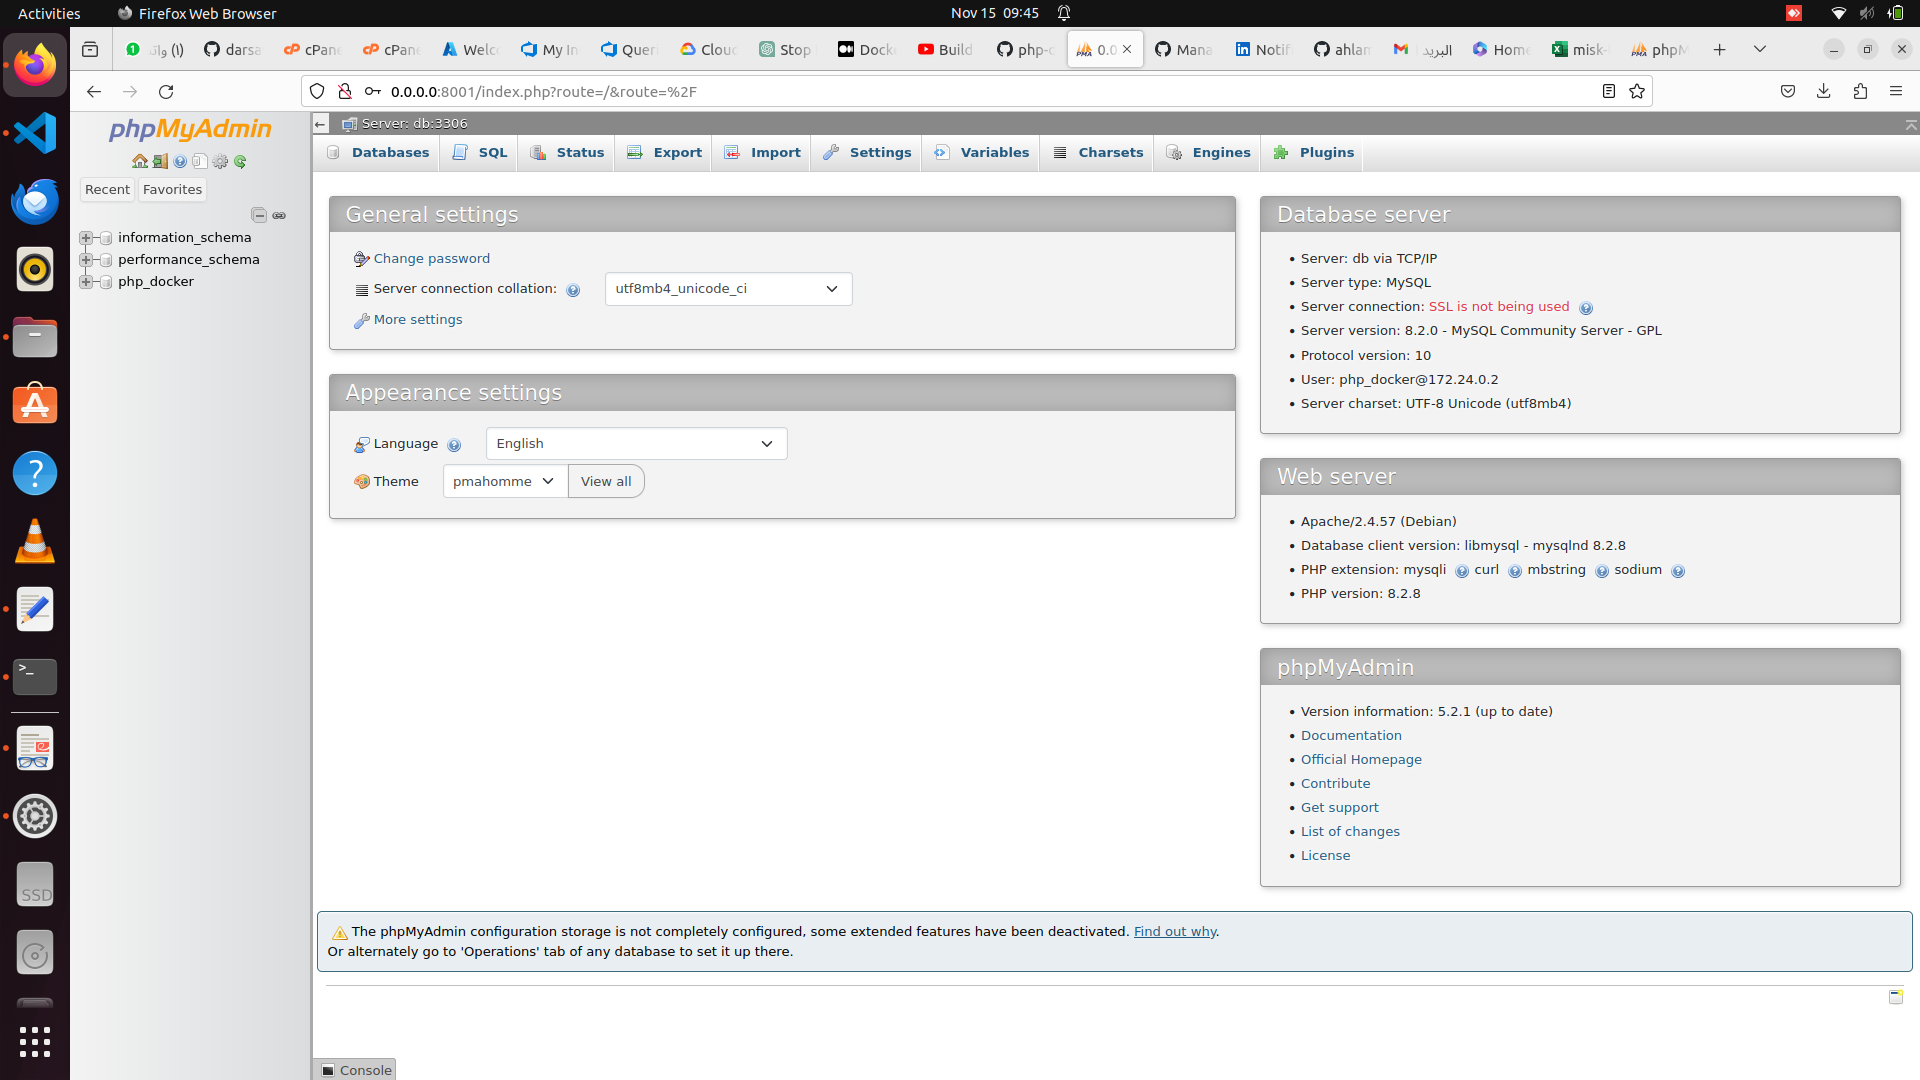 Activities Firefox Web Browser Nov 15 09:45
(١) darsa cPane cPane Welc My In Quer Cloud Stop Docke Build php-c 0.0 Mana Notif ahlam البريد Home misk- phpM
0.0.0.0:8001/index.php?route=/&route=%2F
phpMyAdmin
Recent Favorites
information_schema
performance_schema
php_docker
Server: db:3306
Databases SQL Status Export Import Settings Variables Charsets Engines Plugins
General settings
Change password
Server connection collation: utf8mb4_unicode_ci
More settings
Appearance settings
Language English
Theme pmahomme View all
Database server
• Server: db via TCP/IP
• Server type: MySQL
• Server connection: SSL is not being used
• Server version: 8.2.0 - MySQL Community Server - GPL
• Protocol version: 10
• User: php_docker@172.24.0.2
• Server charset: UTF-8 Unicode (utf8mb4)
Web server
• Apache/2.4.57 (Debian)
• Database client version: libmysql - mysqlnd 8.2.8
• PHP extension: mysqli curl mbstring sodium
• PHP version: 8.2.8
phpMyAdmin
• Version information: 5.2.1 (up to date)
• Documentation
• Official Homepage
• Contribute
• Get support
• List of changes
• License
The phpMyAdmin configuration storage is not completely configured, some extended features have been deactivated. Find out why.
Or alternately go to 'Operations' tab of any database to set it up there.
Console
SSD